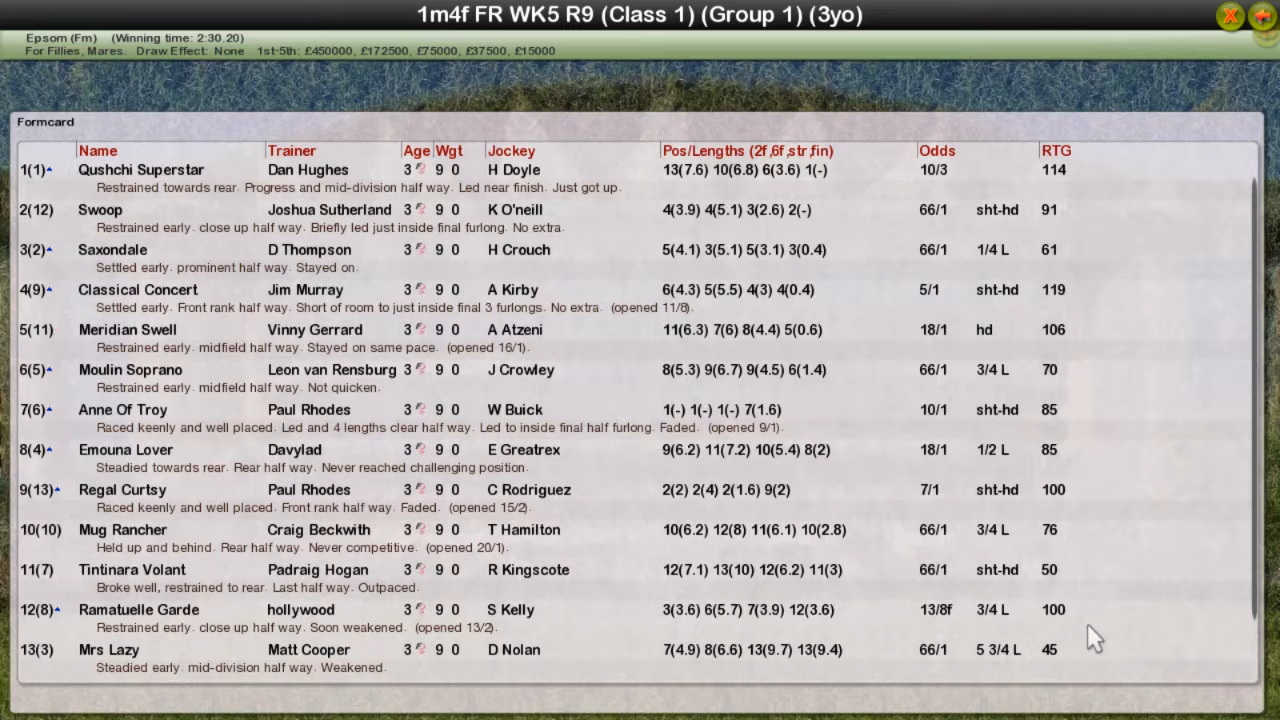 1m4f FR WK5 R9 (Class 1) (Group 1) (3yo)
Epsom (Fm) (Winning time: 2:30.20)
For Fillies, Mares. Draw Effect: None 1st-5th: £450000, £172500, £75000, £37500, £15000
Formcard
Name Trainer Age Wgt Jockey Pos/Lengths (2f,6f,str,fin) Odds RTG
1(1) Qushchi Superstar Dan Hughes 3 9 0 H Doyle 13(7.6) 10(6.8) 6(3.6) 1(-) 10/3 114
Restrained towards rear. Progress and mid-division half way. Led near finish. Just got up.
2(12) Swoop Joshua Sutherland 3 9 0 K O'neill 4(3.9) 4(5.1) 3(2.6) 2(-) 66/1 sht-hd 91
Restrained early. close up half way. Briefly led just inside final furlong. No extra.
3(2) Saxondale D Thompson 3 9 0 H Crouch 5(4.1) 3(5.1) 5(3.1) 3(0.4) 66/1 1/4 L 61
Settled early. prominent half way. Stayed on.
4(9) Classical Concert Jim Murray 3 9 0 A Kirby 6(4.3) 5(5.5) 4(3) 4(0.4) 5/1 sht-hd 119
Settled early. Front rank half way. Short of room to just inside final 3 furlongs. No extra. (opened 11/8).
5(11) Meridian Swell Vinny Gerrard 3 9 0 A Atzeni 11(6.3) 7(6) 8(4.4) 5(0.6) 18/1 hd 106
Restrained early. midfield half way. Stayed on same pace. (opened 16/1).
6(5) Moulin Soprano Leon van Rensburg 3 9 0 J Crowley 8(5.3) 9(6.7) 9(4.5) 6(1.4) 66/1 3/4 L 70
Restrained early. midfield half way. Not quicken.
7(6) Anne Of Troy Paul Rhodes 3 9 0 W Buick 1(-) 1(-) 1(-) 7(1.6) 10/1 sht-hd 85
Raced keenly and well placed. Led and 4 lengths clear half way. Led to inside final half furlong. Faded. (opened 9/1).
8(4) Emouna Lover Davylad 3 9 0 E Greatrex 9(6.2) 11(7.2) 10(5.4) 8(2) 18/1 1/2 L 85
Steadied towards rear. Rear half way. Never reached challenging position.
9(13) Regal Curtsy Paul Rhodes 3 9 0 C Rodriguez 2(2) 2(4) 2(1.6) 9(2) 7/1 sht-hd 100
Raced keenly and well placed. Front rank half way. Faded. (opened 15/2).
10(10) Mug Rancher Craig Beckwith 3 9 0 T Hamilton 10(6.2) 12(8) 11(6.1) 10(2.8) 66/1 3/4 L 76
Held up and behind. Rear half way. Never competitive. (opened 20/1).
11(7) Tintinara Volant Padraig Hogan 3 9 0 R Kingscote 12(7.1) 13(10) 12(6.2) 11(3) 66/1 sht-hd 50
Broke well, restrained to rear. Last half way. Outpaced.
12(8) Ramatuelle Garde hollywood 3 9 0 S Kelly 3(3.6) 6(5.7) 7(3.9) 12(3.6) 13/8f 3/4 L 100
Restrained early. close up half way. Soon weakened. (opened 13/2).
13(3) Mrs Lazy Matt Cooper 3 9 0 D Nolan 7(4.9) 8(6.6) 13(9.7) 13(9.4) 66/1 5 3/4 L 45
Steadied early. mid-division half way. Weakened.